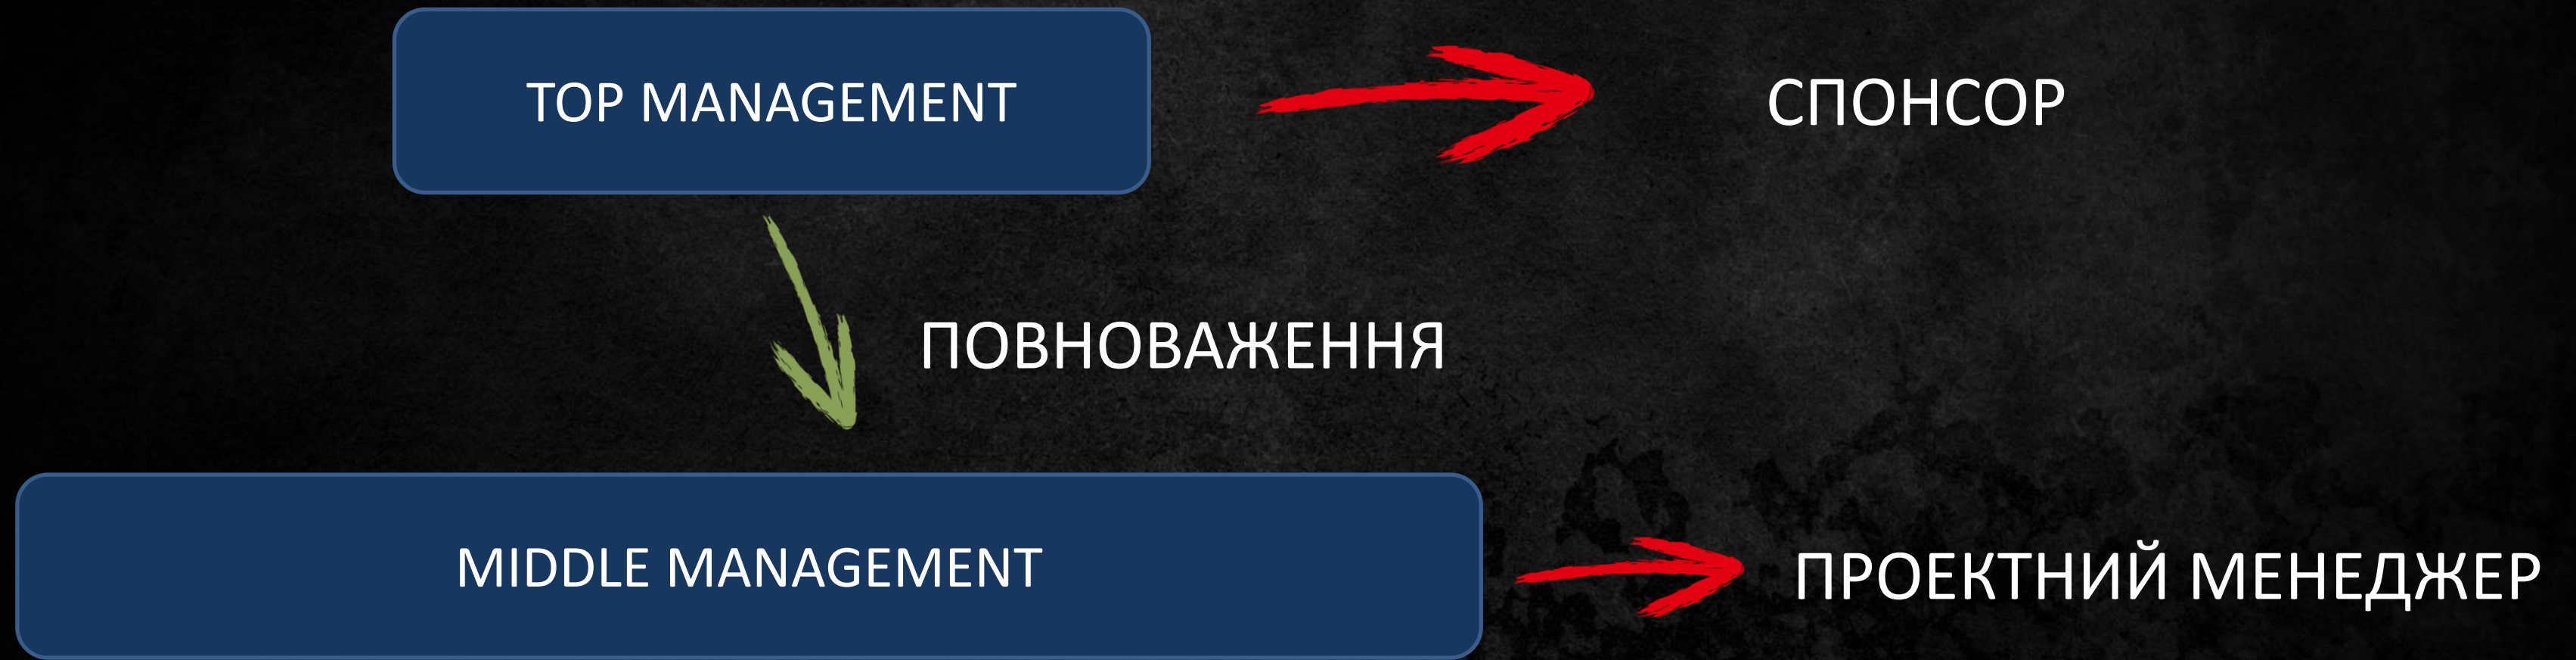 TOP MANAGEMENT
СПОНСОР
ПОВНОВАЖЕННЯ
MIDDLE MANAGEMENT
ПРОЕКТНИЙ МЕНЕДЖЕР